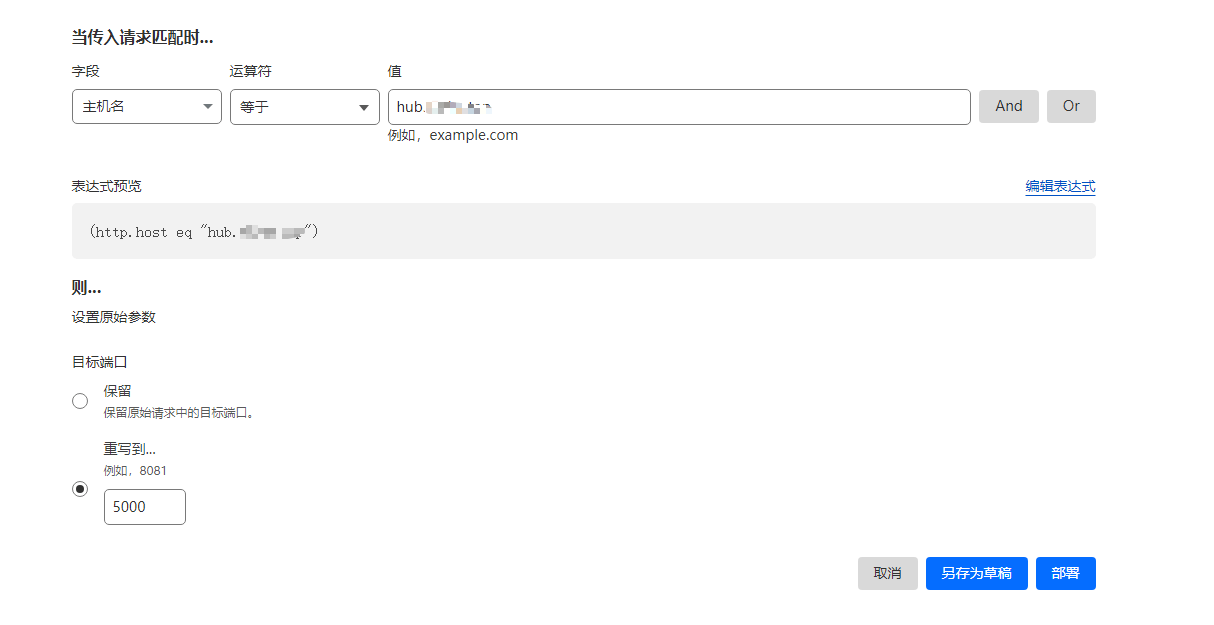 当传入请求匹配时...
字段 运算符 值
主机名 等于 hub. And Or
例如，example.com
表达式预览 编辑表达式
(http.host eq "hub. ")
则...
设置原始参数
目标端口
保留
保留原始请求中的目标端口。
重写到...
例如，8081
5000
取消 另存为草稿 部署